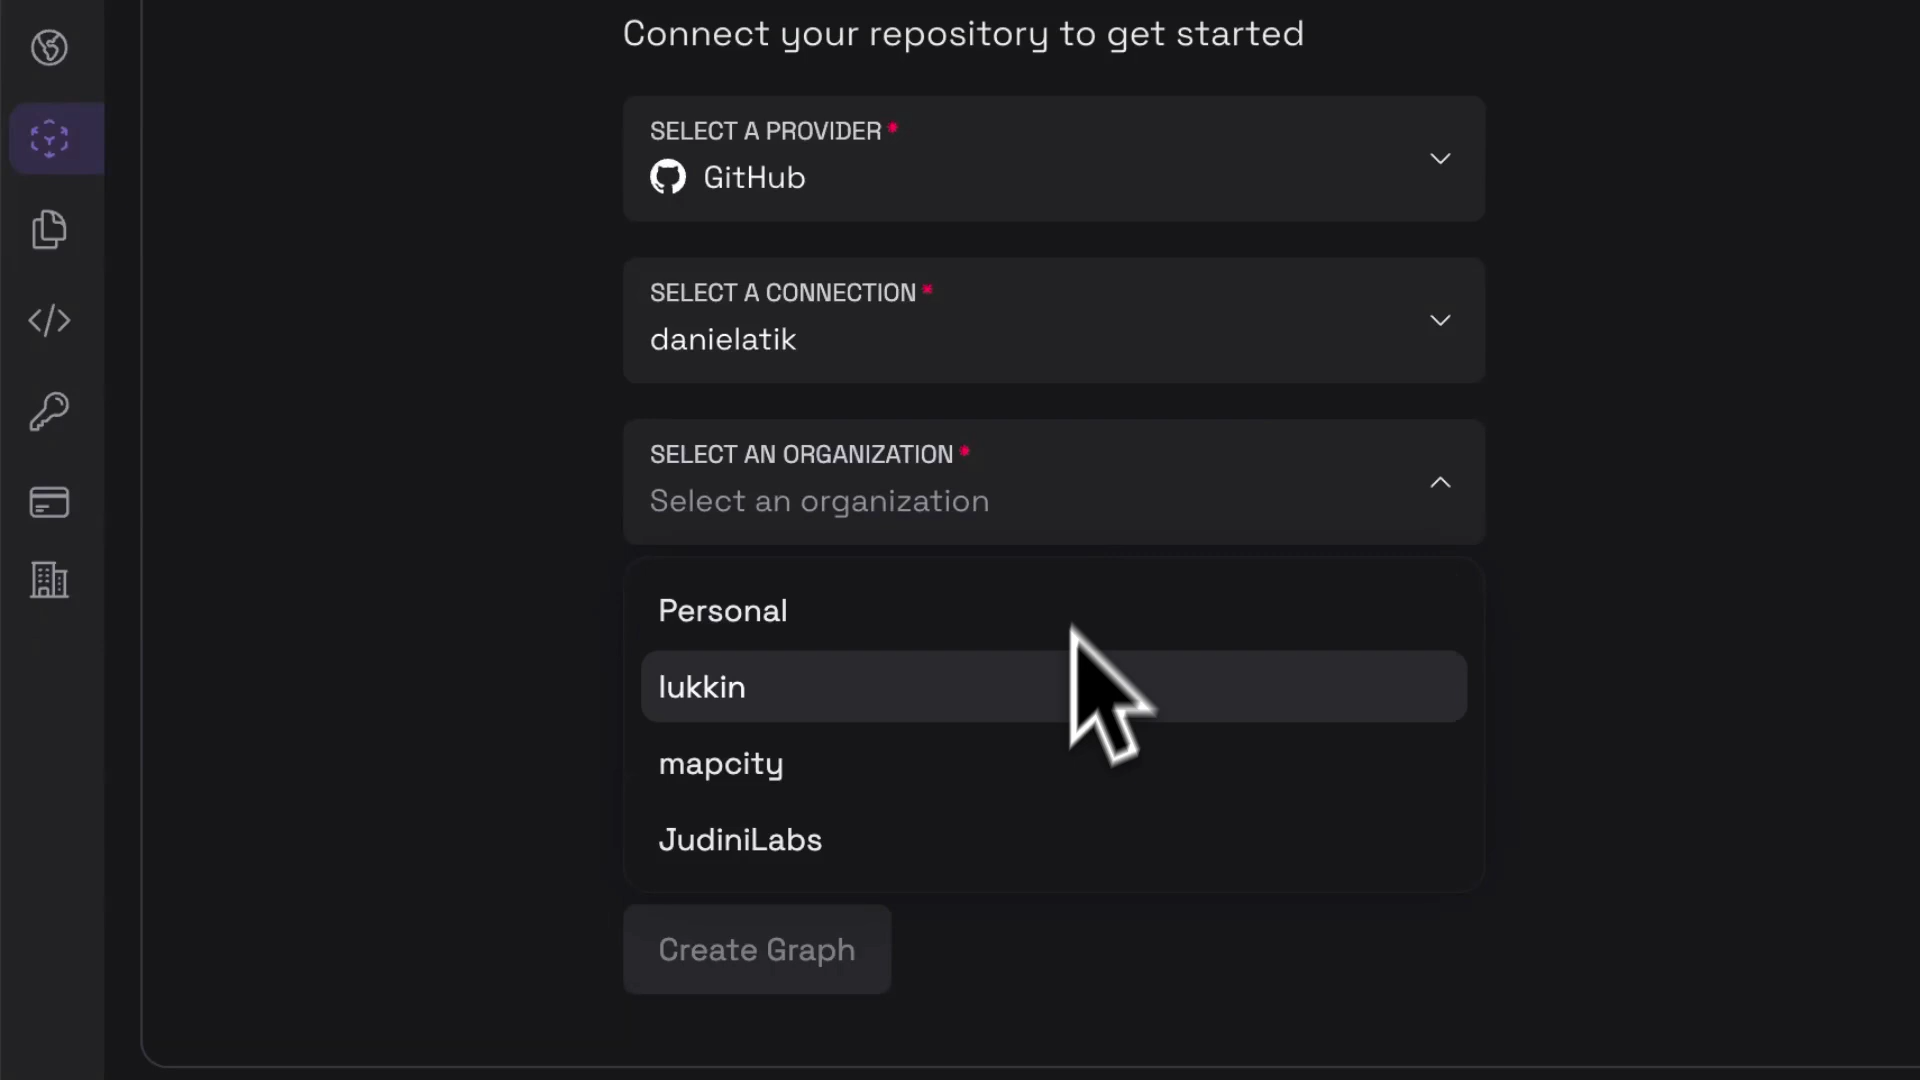 Connect your repository to get started
SELECT A PROVIDER *
GitHub
SELECT A CONNECTION *
danielatik
SELECT AN ORGANIZATION *
Select an organization
Personal
lukkin
mapcity
JudiniLabs
Create Graph